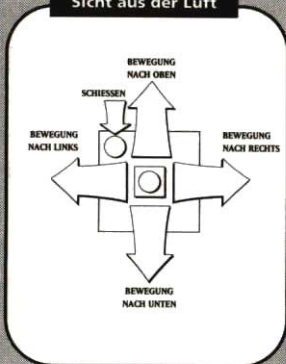 Sicht aus der Luft
BEWEGUNG
NACH OBEN
SCHIESSEN
BEWEGUNG
NACH LINKS
BEWEGUNG
NACH RECHTS
BEWEGUNG
NACH UNTEN